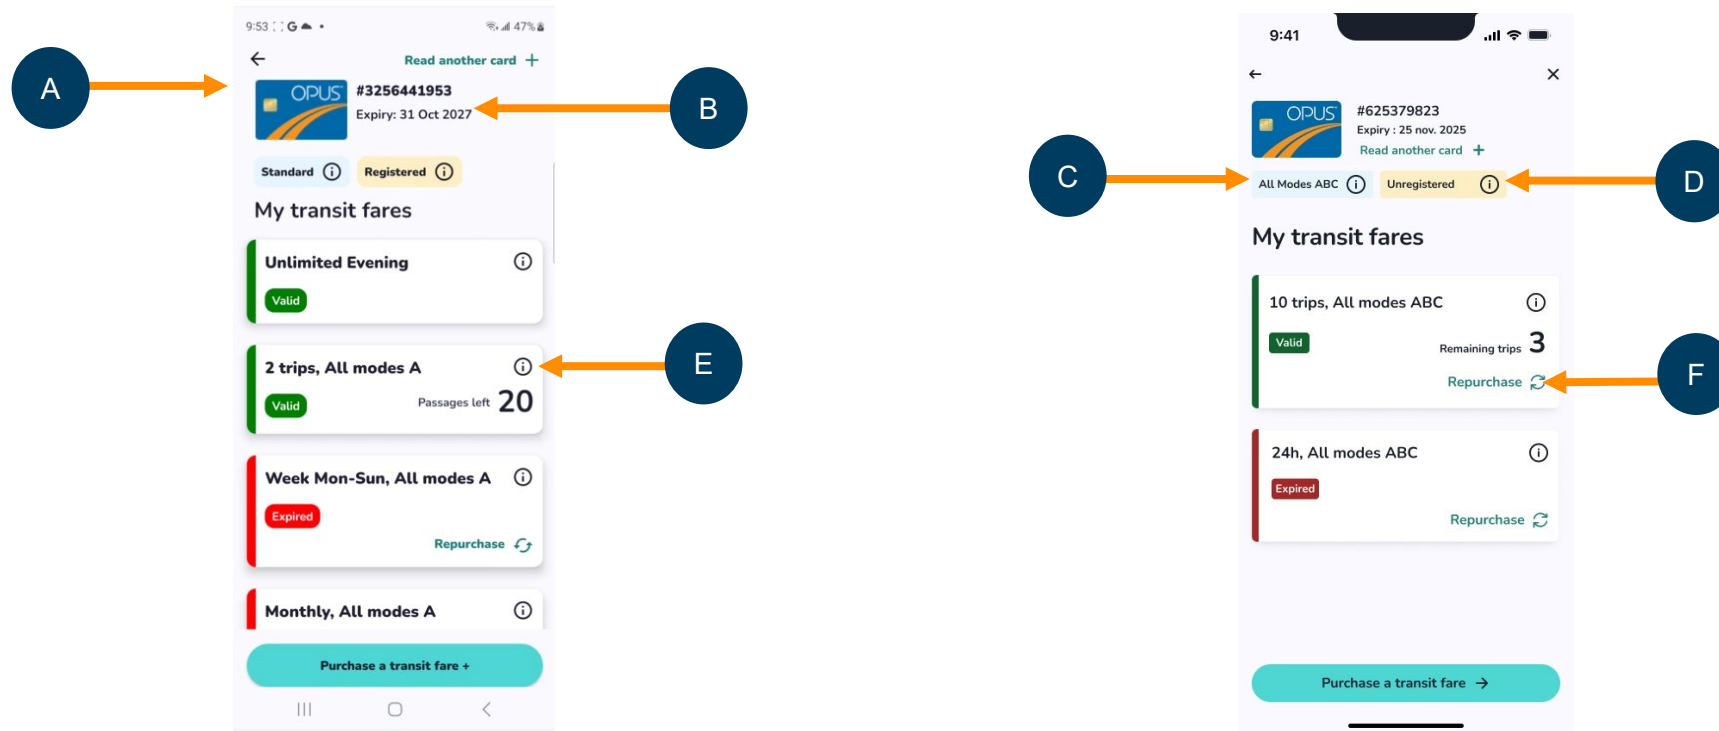 9:53 G
47%
Read another card +
A
OPUS
#3256441953
Expiry: 31 Oct 2027
B
Standard
Registered
My transit fares
Unlimited Evening
Valid
2 trips, All modes A
Valid
Passages left 20
E
Week Mon-Sun, All modes A
Expired
Repurchase
Monthly, All modes A
Purchase a transit fare +
9:41
OPUS
#625379823
Expiry : 25 nov. 2025
Read another card +
C
All Modes ABC
Unregistered
D
My transit fares
10 trips, All modes ABC
Valid
Remaining trips 3
Repurchase
F
24h, All modes ABC
Expired
Repurchase
Purchase a transit fare →